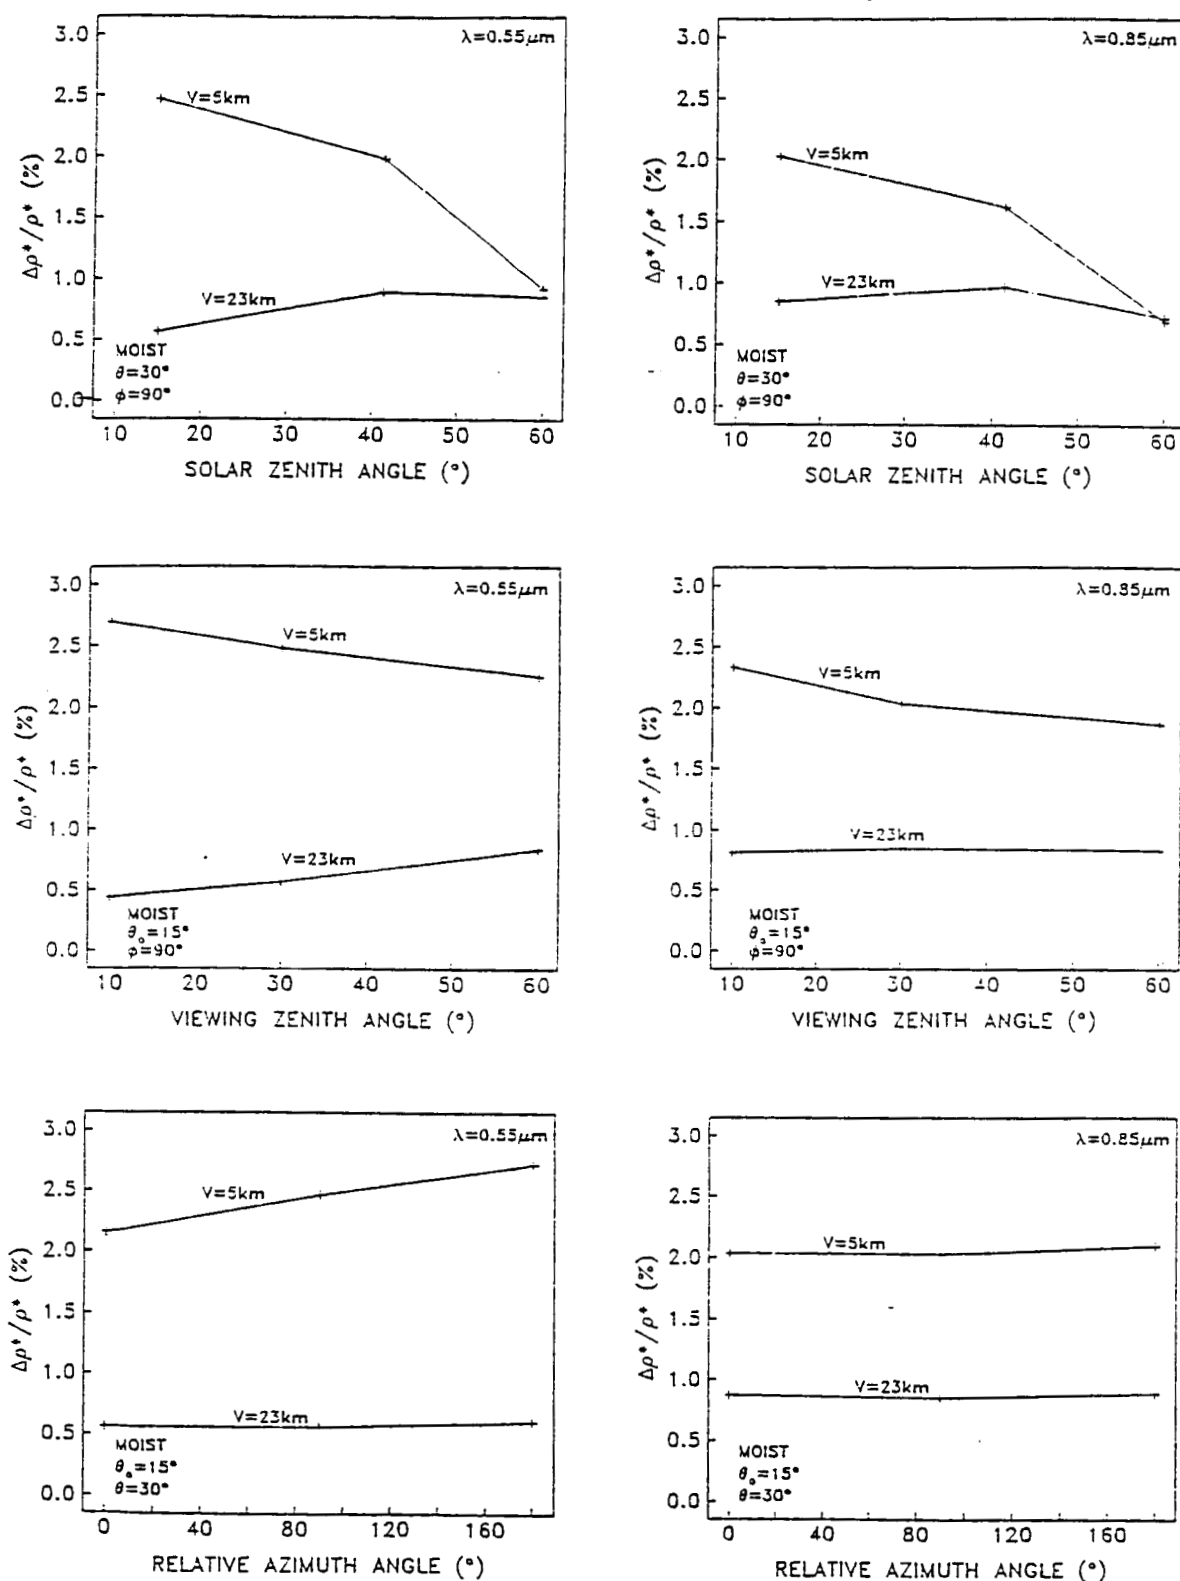 3.0
λ=0.55μm
2.5
V=5km
2.0
Δρ*/ρ* (%)
1.5
1.0
V=23km
0.5
MOIST
θ=30°
0.0
φ=90°
10 20 30 40 50 60
SOLAR ZENITH ANGLE (°)
3.0
λ=0.85μm
2.5
2.0
V=5km
Δρ*/ρ* (%)
1.5
1.0
V=23km
0.5
MOIST
θ=30°
0.0
φ=90°
10 20 30 40 50 60
SOLAR ZENITH ANGLE (°)
3.0
λ=0.55μm
2.5
V=5km
2.0
Δρ*/ρ* (%)
1.5
1.0
V=23km
0.5
MOIST
θₒ=15°
0.0
φ=90°
10 20 30 40 50 60
VIEWING ZENITH ANGLE (°)
3.0
λ=0.85μm
2.5
V=5km
2.0
Δρ*/ρ* (%)
1.5
1.0
V=23km
0.5
MOIST
θₒ=15°
0.0
φ=90°
10 20 30 40 50 60
VIEWING ZENITH ANGLE (°)
3.0
λ=0.55μm
2.5
V=5km
2.0
Δρ*/ρ* (%)
1.5
1.0
0.5
V=23km
MOIST
θₒ=15°
0.0
θ=30°
0 40 80 120 160
RELATIVE AZIMUTH ANGLE (°)
3.0
λ=0.85μm
2.5
2.0
V=5km
Δρ*/ρ* (%)
1.5
1.0
V=23km
0.5
MOIST
θₒ=15°
0.0
θ=30°
0 40 80 120 160
RELATIVE AZIMUTH ANGLE (°)